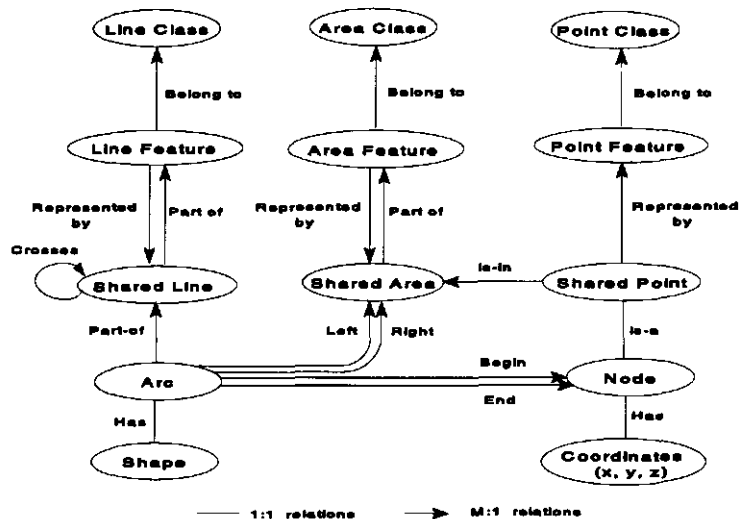 Line Class
Area Class
Point Class
Belong to
Belong to
Belong to
Line Feature
Area Feature
Point Feature
Represented
by
Part of
Represented
by
Part of
Represented
by
Crosses
Shared Line
Shared Area
Is-in
Shared Point
Part-of
Left
Right
Is-a
Arc
Begin
End
Node
Has
Has
Shape
Coordinates
(x, y, z)
1:1 relations
M:1 relations